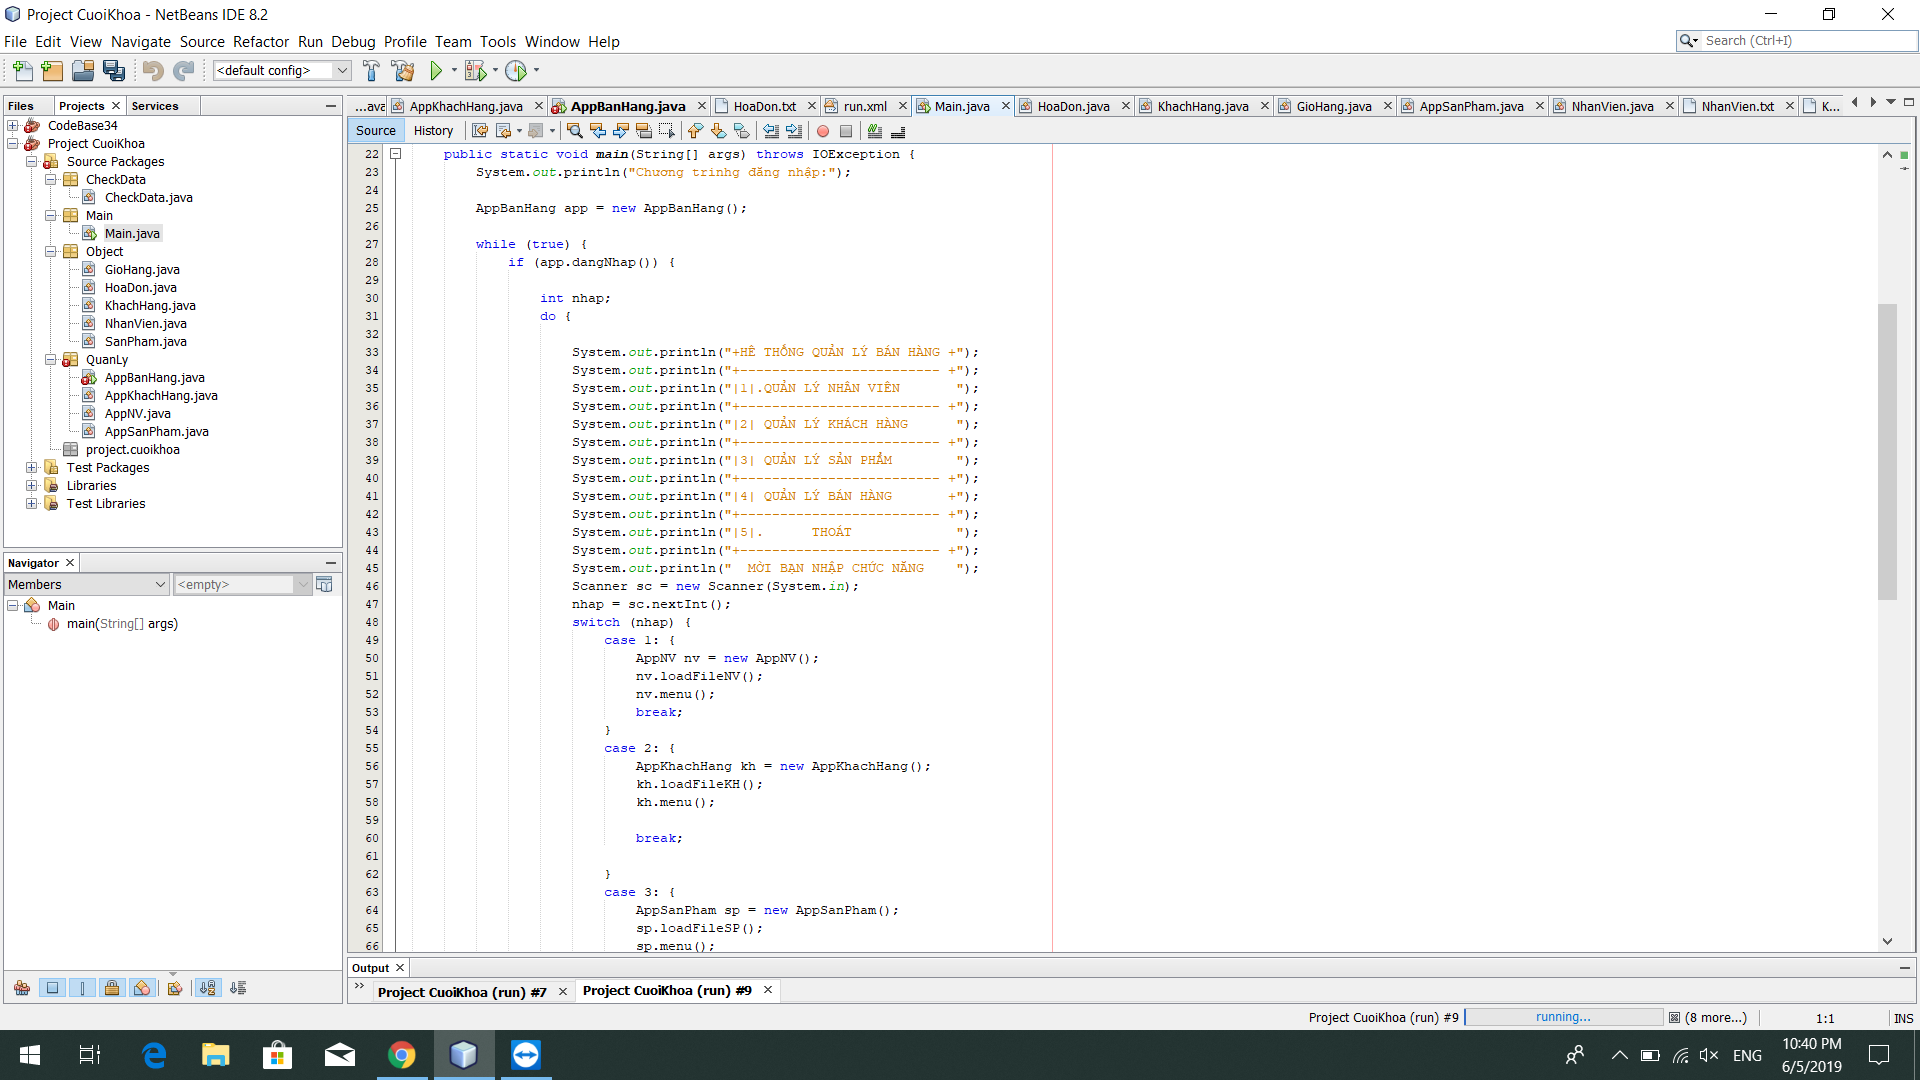 Project CuoiKhoa - NetBeans IDE 8.2
File Edit View Navigate Source Refactor Run Debug Profile Team Tools Window Help
Search (Ctrl+I)
<default config>
Files Projects Services
...ava AppKhachHang.java AppBanHang.java HoaDon.txt run.xml Main.java HoaDon.java KhachHang.java GioHang.java AppSanPham.java NhanVien.java NhanVien.txt K...
Source History
CodeBase34
Project CuoiKhoa
Source Packages
CheckData
CheckData.java
Main
Main.java
Object
GioHang.java
HoaDon.java
KhachHang.java
NhanVien.java
SanPham.java
QuanLy
AppBanHang.java
AppKhachHang.java
AppNV.java
AppSanPham.java
project.cuoikhoa
Test Packages
Libraries
Test Libraries
Navigator
Members <empty>
Main
main(String[] args)
22 public static void main(String[] args) throws IOException {
23 System.out.println("Chương trinhg đăng nhập:");
24
25 AppBanHang app = new AppBanHang();
26
27 while (true) {
28 if (app.dangNhap()) {
29
30 int nhap;
31 do {
32
33 System.out.println("+HỆ THỐNG QUẢN LÝ BÁN HÀNG +");
34 System.out.println("+------------------------- +");
35 System.out.println("|1|.QUẢN LÝ NHÂN VIÊN       ");
36 System.out.println("+------------------------- +");
37 System.out.println("|2| QUẢN LÝ KHÁCH HÀNG      ");
38 System.out.println("+------------------------- +");
39 System.out.println("|3| QUẢN LÝ SẢN PHẨM        ");
40 System.out.println("+------------------------- +");
41 System.out.println("|4| QUẢN LÝ BÁN HÀNG       +");
42 System.out.println("+------------------------- +");
43 System.out.println("|5|.      THOÁT             ");
44 System.out.println("+------------------------- +");
45 System.out.println("  MỜI BẠN NHẬP CHỨC NĂNG    ");
46 Scanner sc = new Scanner(System.in);
47 nhap = sc.nextInt();
48 switch (nhap) {
49 case 1: {
50 AppNV nv = new AppNV();
51 nv.loadFileNV();
52 nv.menu();
53 break;
54 }
55 case 2: {
56 AppKhachHang kh = new AppKhachHang();
57 kh.loadFileKH();
58 kh.menu();
59
60 break;
61
62 }
63 case 3: {
64 AppSanPham sp = new AppSanPham();
65 sp.loadFileSP();
66 sp.menu();
Output
Project CuoiKhoa (run) #7 Project CuoiKhoa (run) #9
Project CuoiKhoa (run) #9 running... (8 more...) 1:1 INS
ENG 10:40 PM
6/5/2019